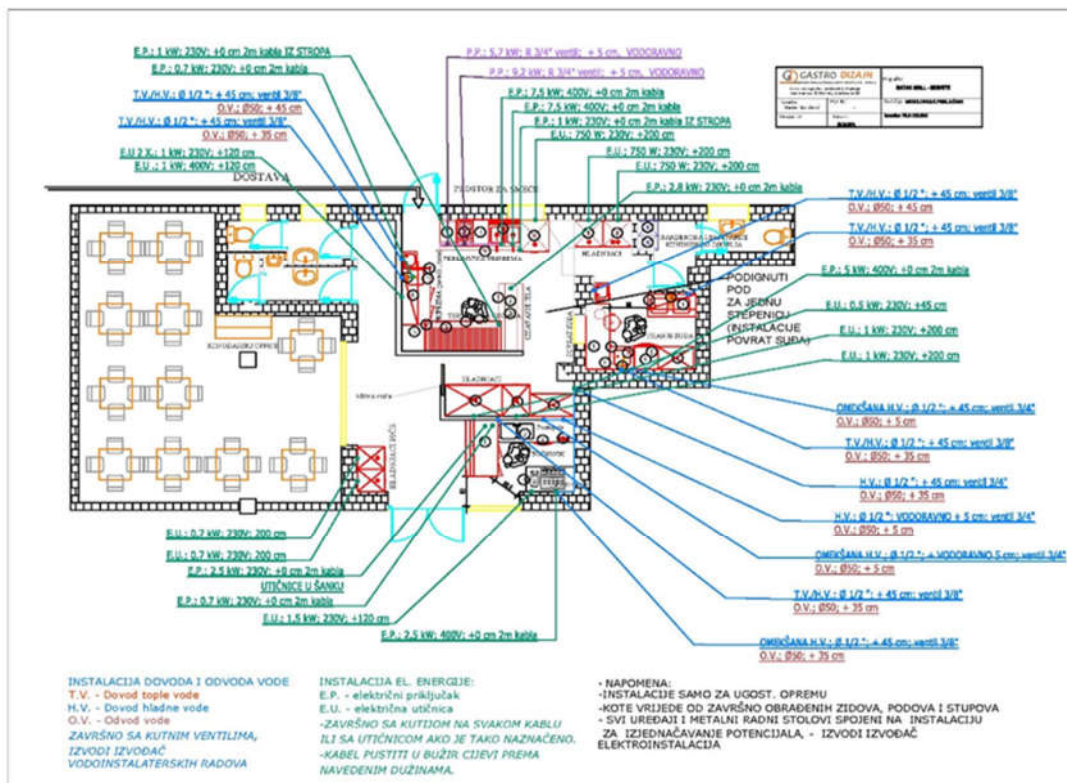 E.P.: 1 kW; 230V; +0 cm 2m kabla IZ STROPA
E.P.: 0.7 kW; 230V; +0 cm 2m kabla
T.V./H.V.: Ø 1/2 "; + 45 cm; ventil 3/8"
O.V.; Ø50; + 45 cm
T.V./H.V.: Ø 1/2 "; + 45 cm; ventil 3/8"
O.V.; Ø50; + 35 cm
E.U 2 X.: 1 kW; 230V; +120 cm
E.U .: 1 kW; 400V; +120 cm
DOSTAVA
P.P.: 5.7 kW; R 3/4" ventil; + 5 cm, VODORAVNO
P.P.: 9.2 kW; R 3/4" ventil; + 5 cm, VODORAVNO
E.P.: 7,5 kW; 400V; +0 cm 2m kabla
E.P.: 7,5 kW; 400V; +0 cm 2m kabla
E.P.: 1 kW; 230V; +0 cm 2m kabla IZ STROPA
E.U.: 750 W; 230V; +200 cm
E.U.: 750 W; 230V; +200 cm
E.U.: 750 W; 230V; +200 cm
E.P.: 2.8 kW; 230V; +0 cm 2m kabla
GASTRO DIZAJN
T.V./H.V.: Ø 1/2 "; + 45 cm; ventil 3/8"
O.V.; Ø50; + 45 cm
T.V./H.V.: Ø 1/2 "; + 45 cm; ventil 3/8"
O.V.; Ø50; + 35 cm
E.P.: 5 kW; 400V; +0 cm 2m kabla
E.U.: 0.5 kW; 230V; +45 cm
E.U.: 1 kW; 230V; +200 cm
E.U.: 1 kW; 230V; +200 cm
PODIGNUTI
POD
ZA JEDNU
STEPENICU
(INSTALACIJE
POVRAT SUĐA)
HLADNJACI
HLADNJACI
OMEKŠANA H.V.; Ø 1/2 "; + 45 cm; ventil 3/4"
O.V.; Ø50; + 5 cm
T.V./H.V.: Ø 1/2 "; + 45 cm; ventil 3/8"
O.V.; Ø50; + 35 cm
H.V.: Ø 1/2 "; + 45 cm; ventil 3/4"
O.V.; Ø50; + 35 cm
H.V.: Ø 1/2 "; VODORAVNO + 5 cm; ventil 3/4"
O.V.; Ø50; + 5 cm
OMEKŠANA H.V.; Ø 1/2 "; + VODORAVNO 5 cm; ventil 3/4"
O.V.; Ø50; + 5 cm
T.V./H.V.: Ø 1/2 "; + 45 cm; ventil 3/8"
O.V.; Ø50; + 35 cm
OMEKŠANA H.V.; Ø 1/2 "; + 45 cm; ventil 3/8"
O.V.; Ø50; + 35 cm
E.U.: 0.7 kW; 230V; 200 cm
E.U.: 0.7 kW; 230V; 200 cm
E.P.: 2.5 kW; 230V; +0 cm 2m kabla
UTIČNICE U ŠANKU
E.P.: 0.7 kW; 230V; +0 cm 2m kabla
E.U.: 1,5 kW; 230V; +120 cm
E.P.: 2.5 kW; 400V; +0 cm 2m kabla
INSTALACIJA DOVODA I ODVODA VODE
T.V. - Dovod tople vode
H.V. - Dovod hladne vode
O.V. - Odvod vode
ZAVRŠNO SA KUTNIM VENTILIMA,
IZVODI IZVOĐAČ
VODOINSTALATERSKIH RADOVA
INSTALACIJA EL. ENERGIJE:
E.P. - električni priključak
E.U. - električna utičnica
-ZAVRŠNO SA KUTIJOM NA SVAKOM KABLU
ILI SA UTIČNICOM AKO JE TAKO NAZNAČENO.
-KABEL PUSTITI U BUŽIR CIJEVI PREMA
NAVEDENIM DUŽINAMA.
- NAPOMENA:
-INSTALACIJE SAMO ZA UGOST. OPREMU
-KOTE VRIJEDE OD ZAVRŠNO OBRAĐENIH ZIDOVA, PODOVA I STUPOVA
- SVI UREĐAJI I METALNI RADNI STOLOVI SPOJENI NA INSTALACIJU
ZA IZJEDNAČAVANJE POTENCIJALA, - IZVODI IZVOĐAČ
ELEKTROINSTALACIJA